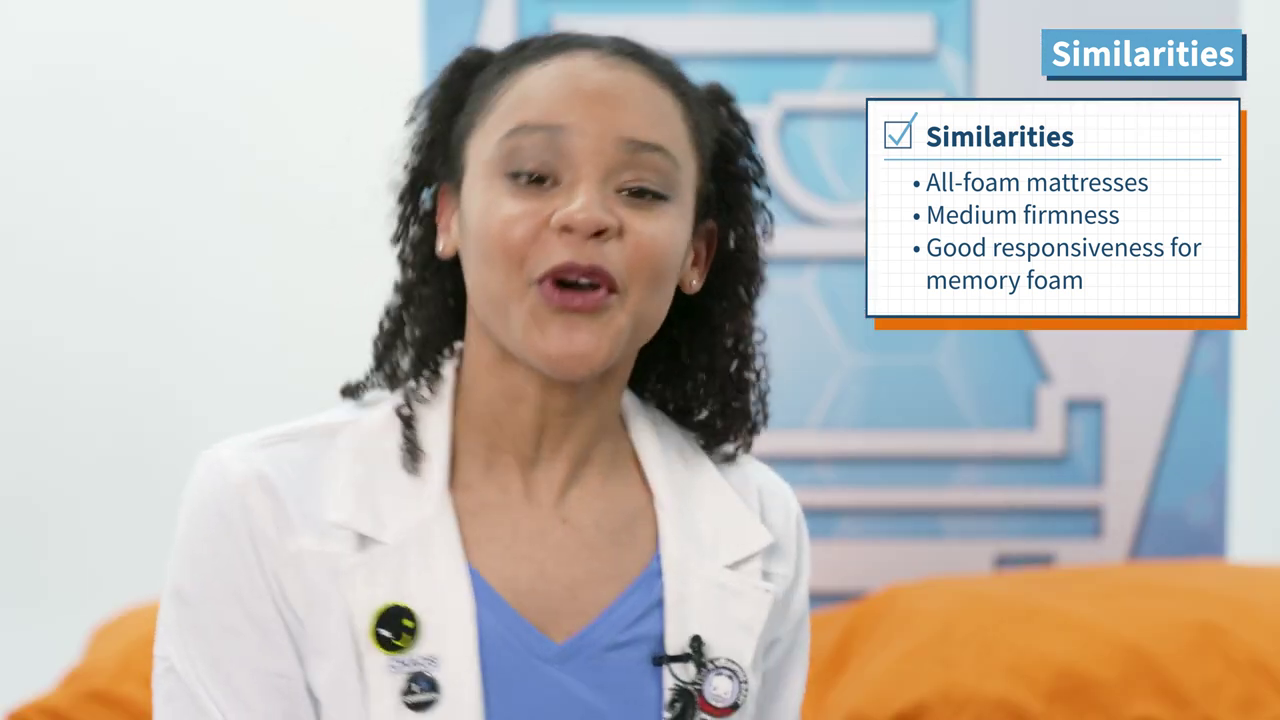 Similarities
Similarities
• All-foam mattresses
• Medium firmness
• Good responsiveness for
memory foam